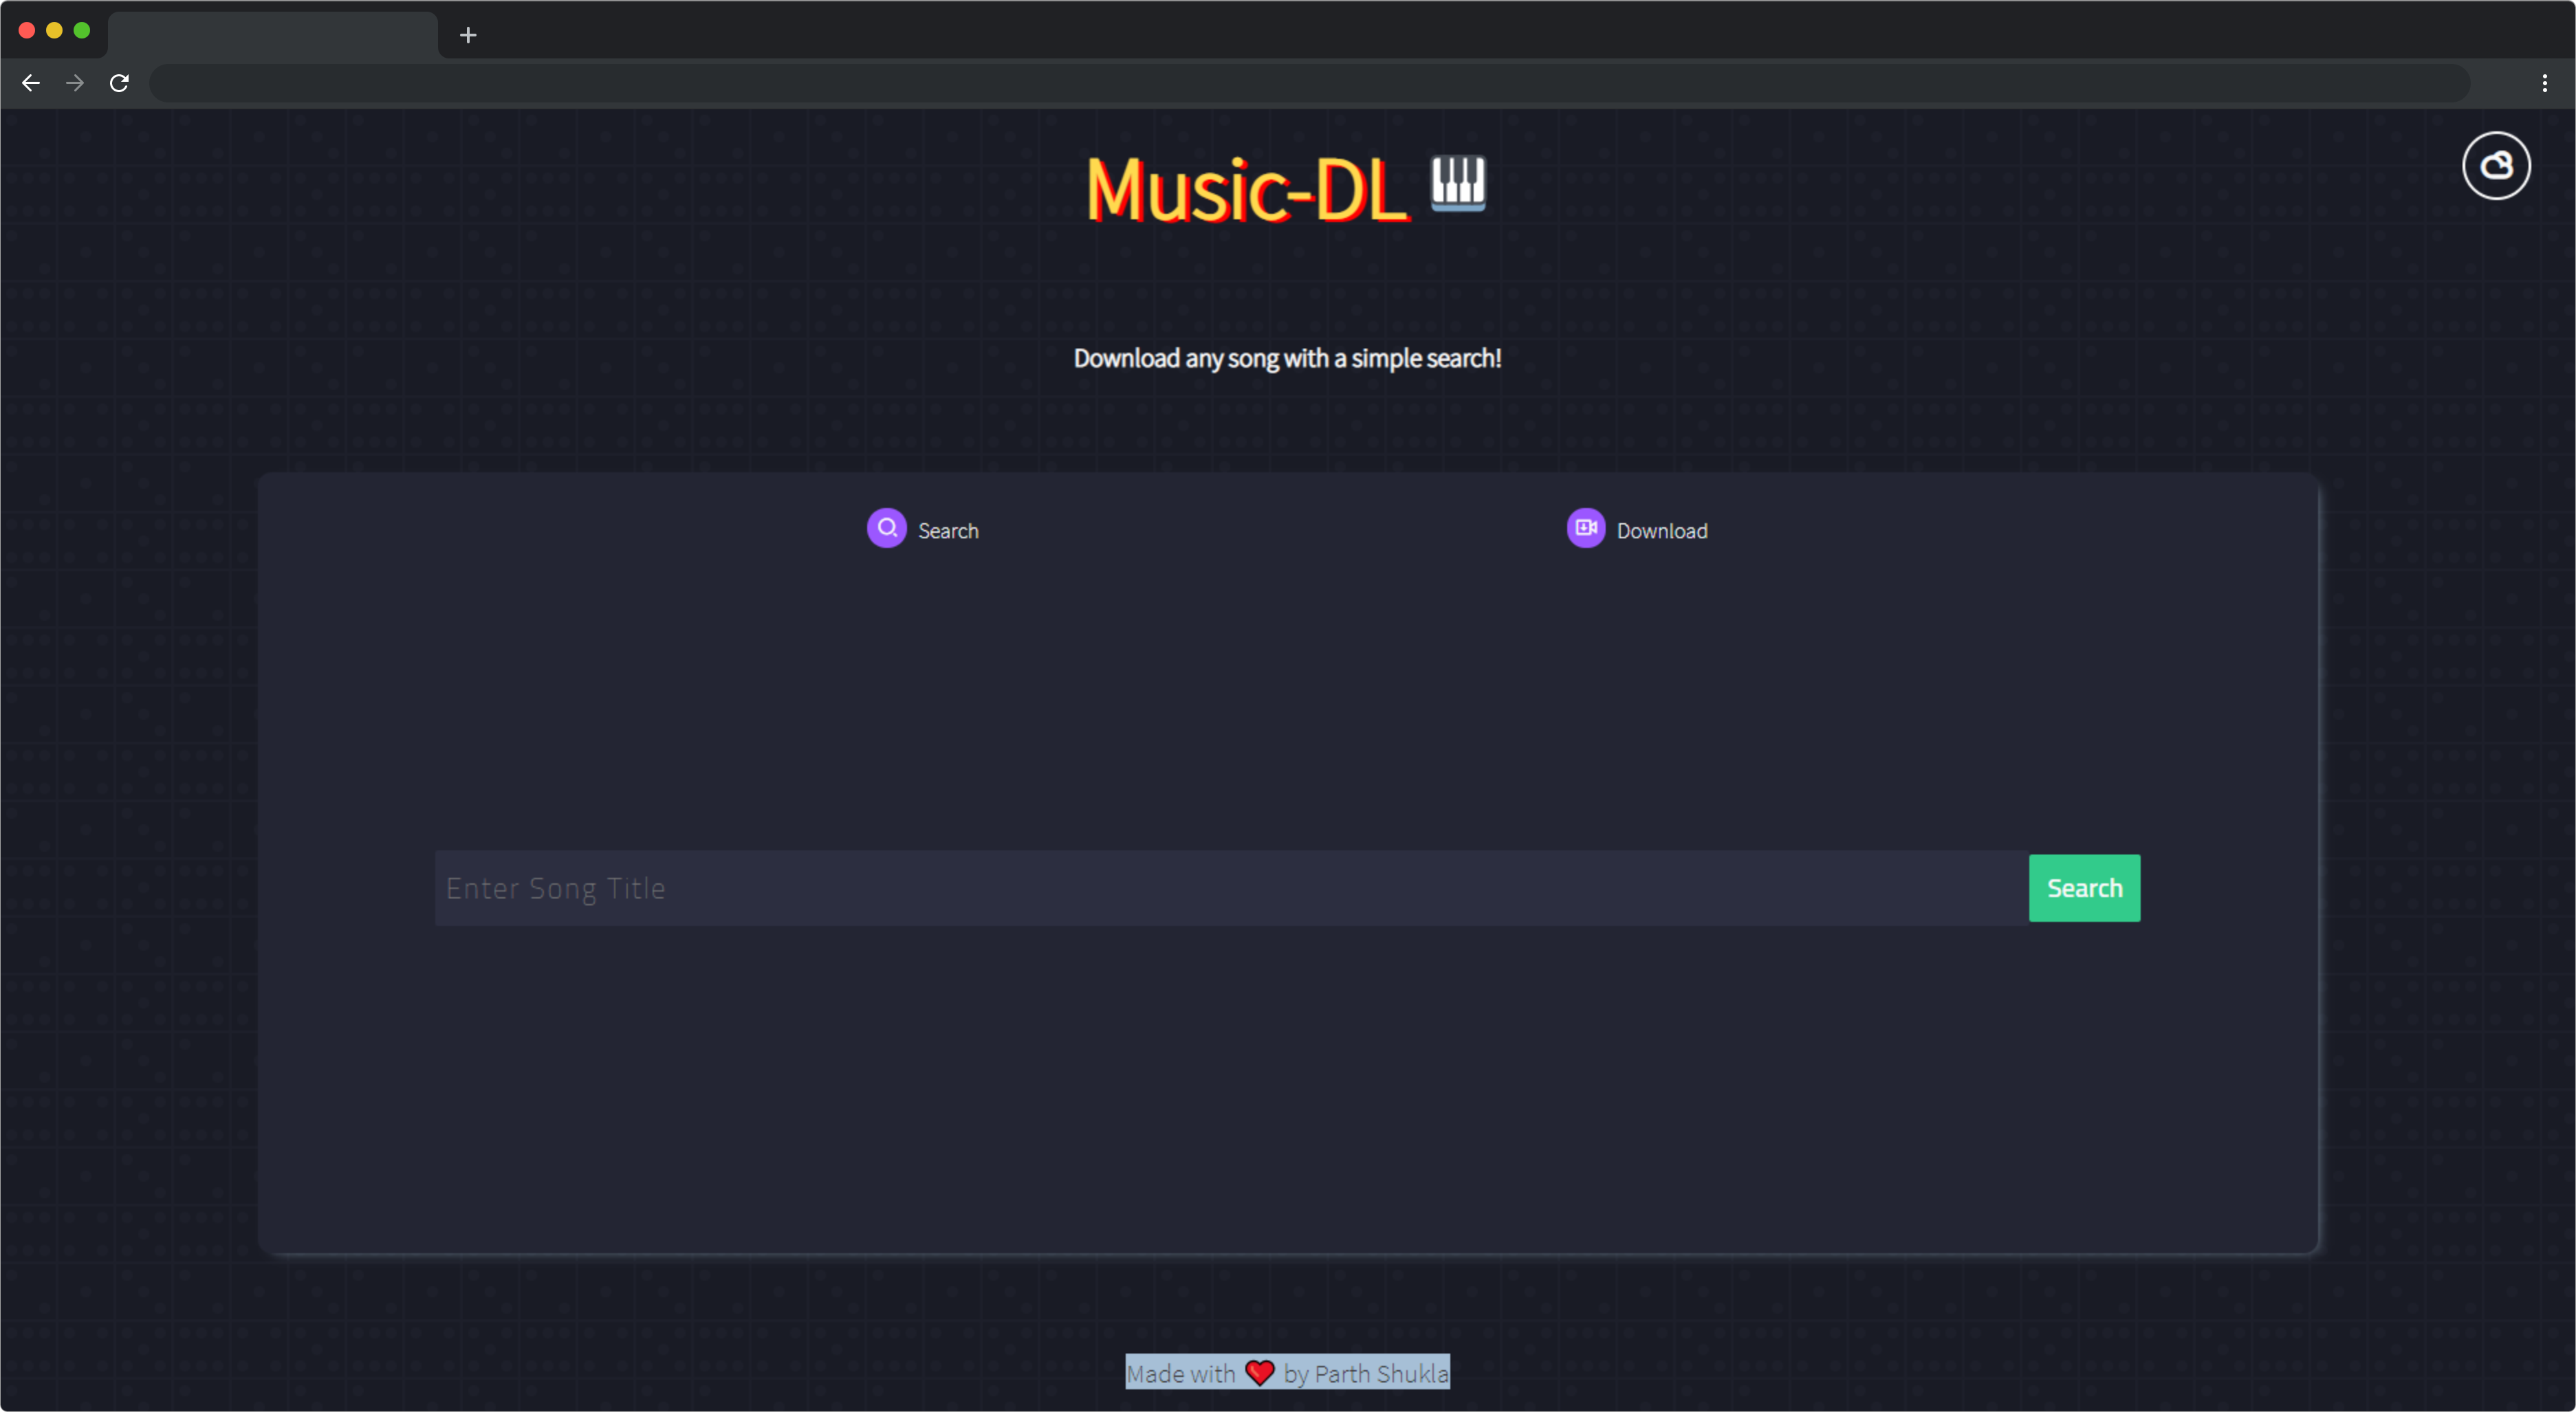 Music-DL 🎹
Download any song with a simple search!
Search
Download
Enter Song Title
Search
Made with ❤️ by Parth Shukla